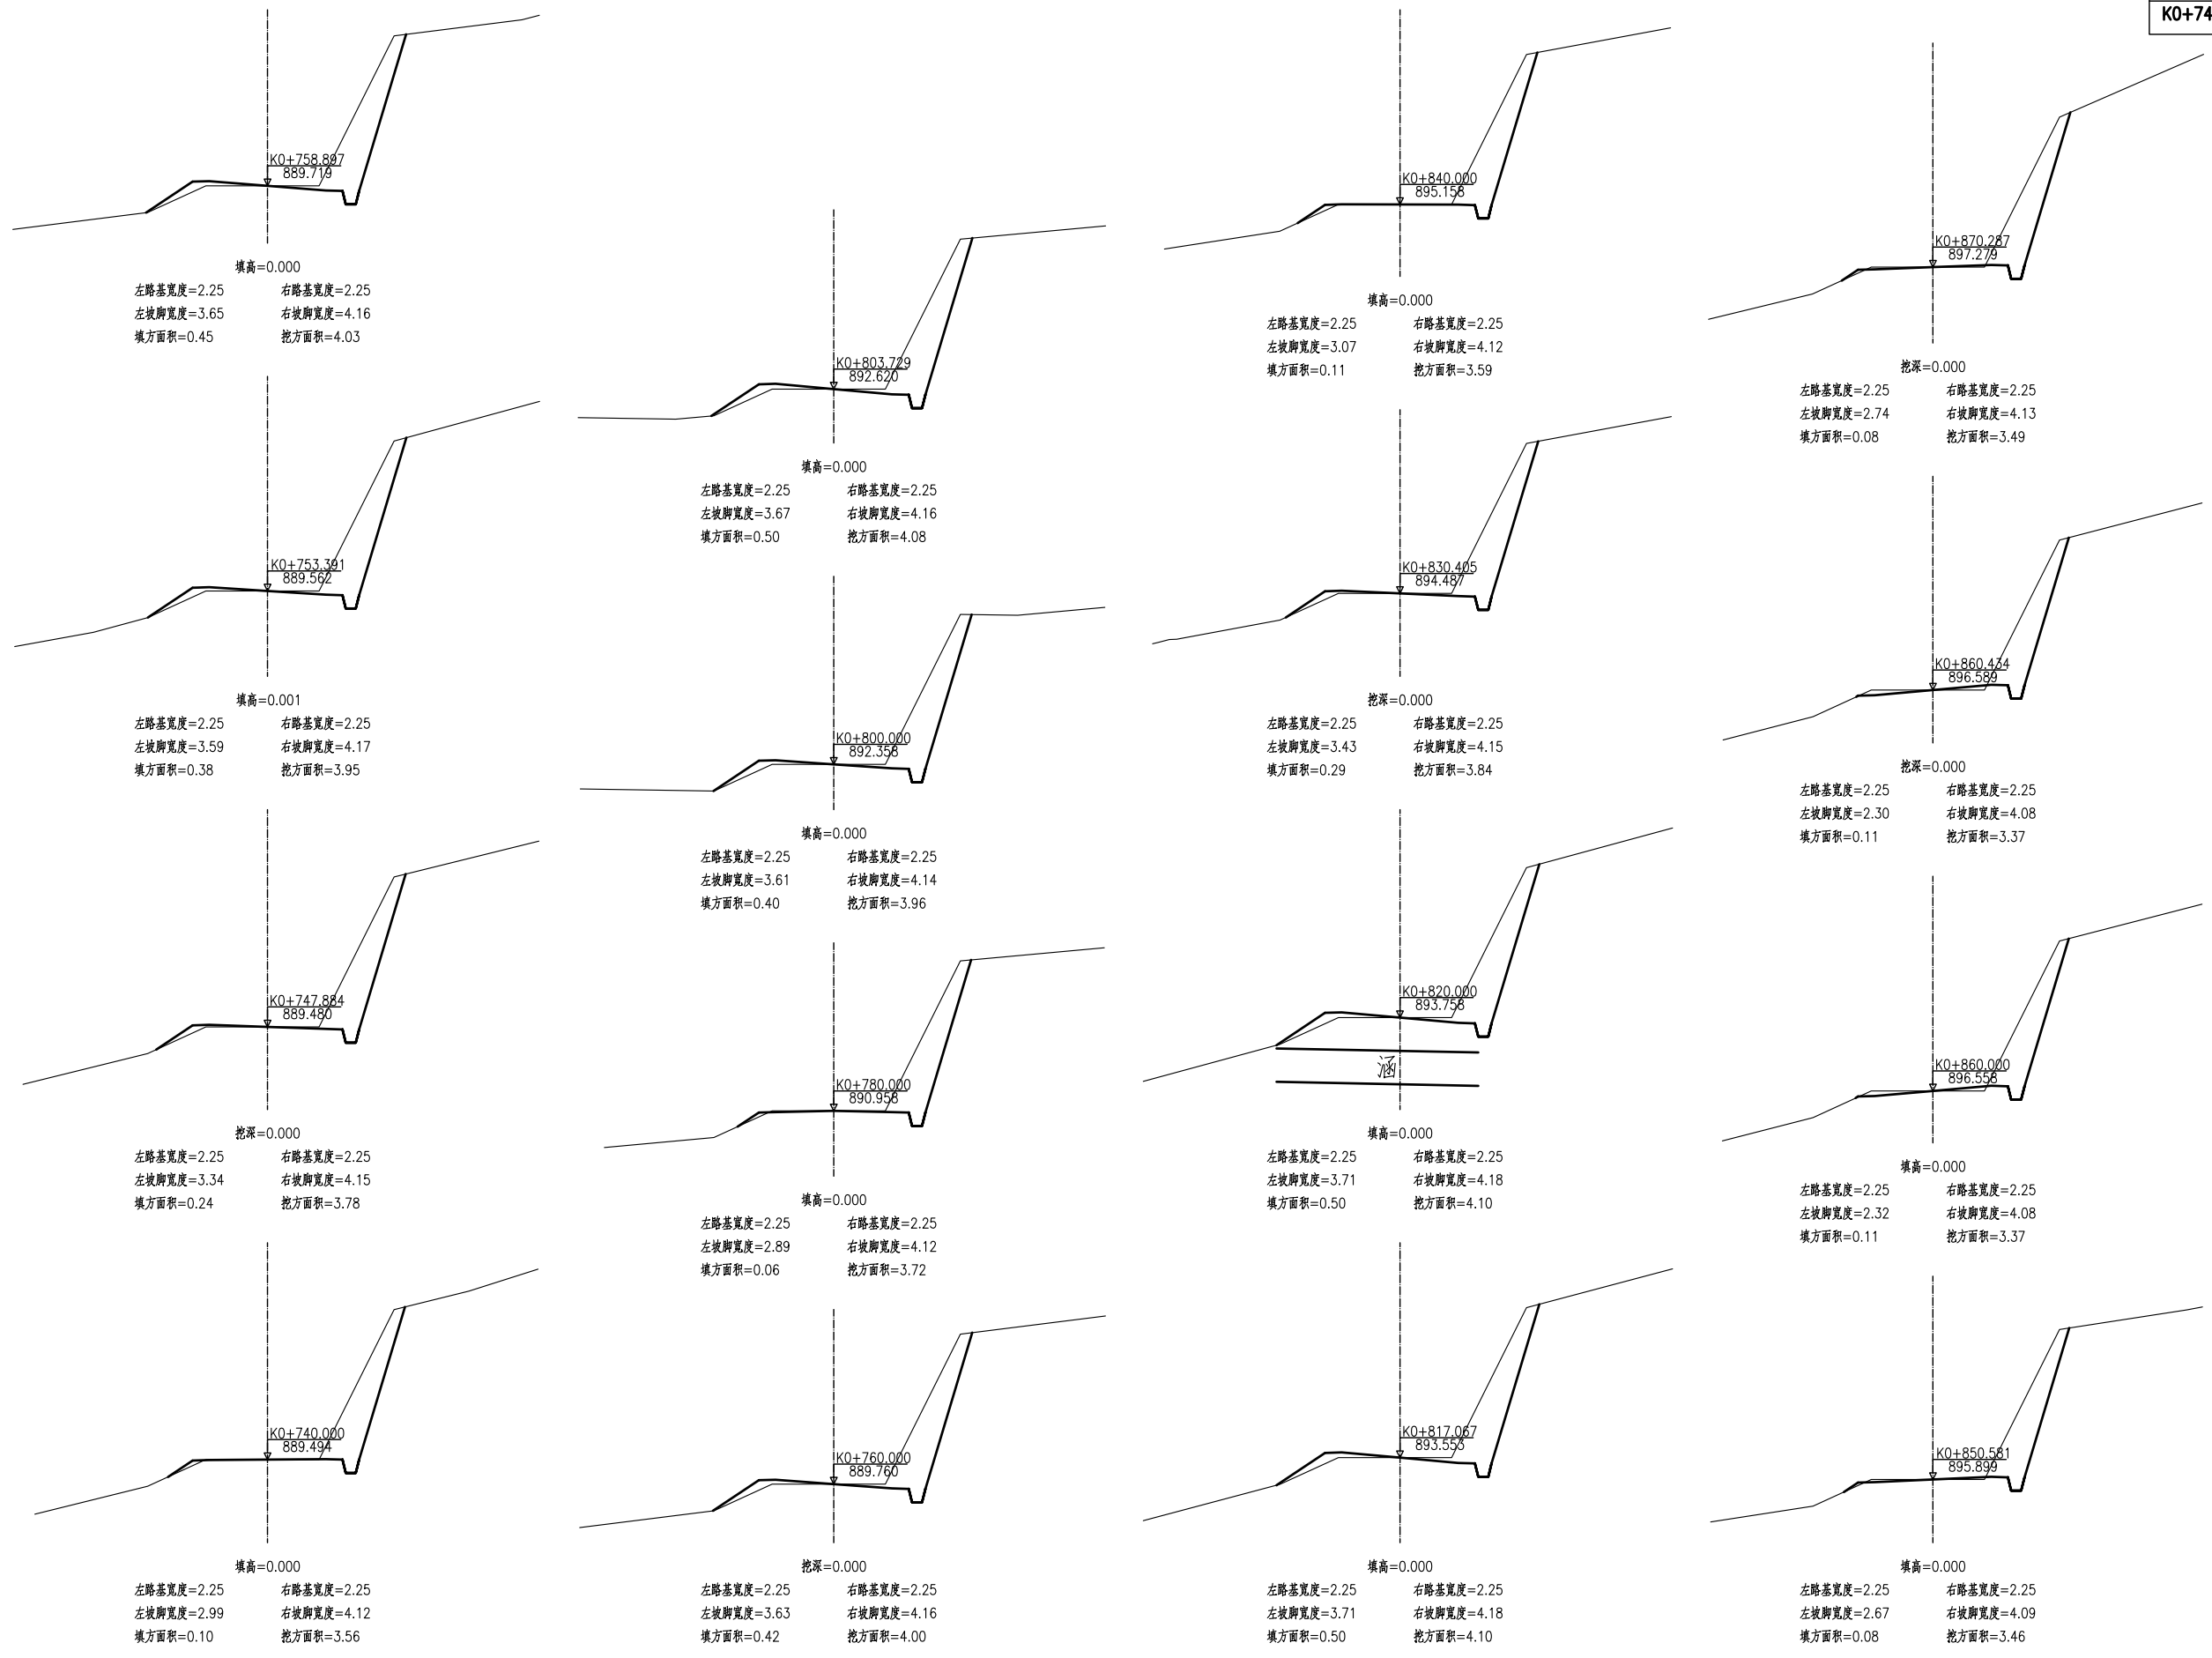 K0+74
K0+758.897
889.719
填高=0.000
左路基宽度=2.25 右路基宽度=2.25
左坡脚宽度=3.65 右坡脚宽度=4.16
填方面积=0.45 挖方面积=4.03
K0+753.391
889.562
填高=0.001
左路基宽度=2.25 右路基宽度=2.25
左坡脚宽度=3.59 右坡脚宽度=4.17
填方面积=0.38 挖方面积=3.95
K0+747.884
889.480
挖深=0.000
左路基宽度=2.25 右路基宽度=2.25
左坡脚宽度=3.34 右坡脚宽度=4.15
填方面积=0.24 挖方面积=3.78
K0+740.000
889.494
填高=0.000
左路基宽度=2.25 右路基宽度=2.25
左坡脚宽度=2.99 右坡脚宽度=4.12
填方面积=0.10 挖方面积=3.56
K0+803.729
892.620
填高=0.000
左路基宽度=2.25 右路基宽度=2.25
左坡脚宽度=3.67 右坡脚宽度=4.16
填方面积=0.50 挖方面积=4.08
K0+800.000
892.358
填高=0.000
左路基宽度=2.25 右路基宽度=2.25
左坡脚宽度=3.61 右坡脚宽度=4.14
填方面积=0.40 挖方面积=3.96
K0+780.000
890.958
填高=0.000
左路基宽度=2.25 右路基宽度=2.25
左坡脚宽度=2.89 右坡脚宽度=4.12
填方面积=0.06 挖方面积=3.72
K0+760.000
889.760
挖深=0.000
左路基宽度=2.25 右路基宽度=2.25
左坡脚宽度=3.63 右坡脚宽度=4.16
填方面积=0.42 挖方面积=4.00
K0+840.000
895.158
填高=0.000
左路基宽度=2.25 右路基宽度=2.25
左坡脚宽度=3.07 右坡脚宽度=4.12
填方面积=0.11 挖方面积=3.59
K0+830.405
894.487
挖深=0.000
左路基宽度=2.25 右路基宽度=2.25
左坡脚宽度=3.43 右坡脚宽度=4.15
填方面积=0.29 挖方面积=3.84
K0+820.000
893.758
涵
填高=0.000
左路基宽度=2.25 右路基宽度=2.25
左坡脚宽度=3.71 右坡脚宽度=4.18
填方面积=0.50 挖方面积=4.10
K0+817.067
893.553
填高=0.000
左路基宽度=2.25 右路基宽度=2.25
左坡脚宽度=3.71 右坡脚宽度=4.18
填方面积=0.50 挖方面积=4.10
K0+870.287
897.279
挖深=0.000
左路基宽度=2.25 右路基宽度=2.25
左坡脚宽度=2.74 右坡脚宽度=4.13
填方面积=0.08 挖方面积=3.49
K0+860.434
896.589
挖深=0.000
左路基宽度=2.25 右路基宽度=2.25
左坡脚宽度=2.30 右坡脚宽度=4.08
填方面积=0.11 挖方面积=3.37
K0+860.000
896.558
填高=0.000
左路基宽度=2.25 右路基宽度=2.25
左坡脚宽度=2.32 右坡脚宽度=4.08
填方面积=0.11 挖方面积=3.37
K0+850.581
895.899
填高=0.000
左路基宽度=2.25 右路基宽度=2.25
左坡脚宽度=2.67 右坡脚宽度=4.09
填方面积=0.08 挖方面积=3.46